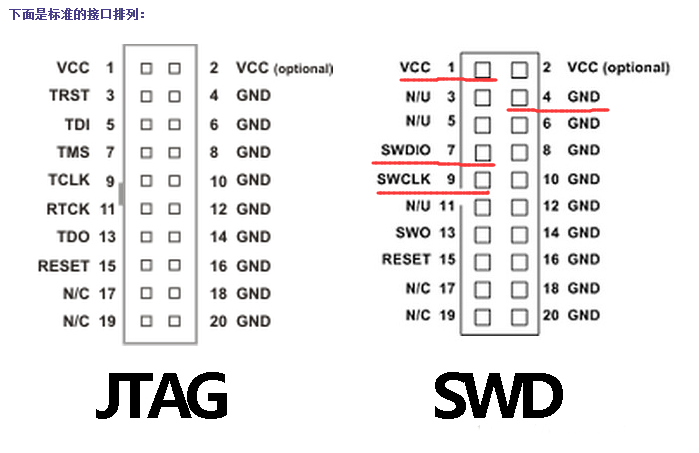 下面是标准的接口排列：
VCC 1 2 VCC (optional)
TRST 3 4 GND
TDI 5 6 GND
TMS 7 8 GND
TCLK 9 10 GND
RTCK 11 12 GND
TDO 13 14 GND
RESET 15 16 GND
N/C 17 18 GND
N/C 19 20 GND
JTAG
VCC 1 2 VCC (optional)
N/U 3 4 GND
N/U 5 6 GND
SWDIO 7 8 GND
SWCLK 9 10 GND
N/U 11 12 GND
SWO 13 14 GND
RESET 15 16 GND
N/C 17 18 GND
N/C 19 20 GND
SWD